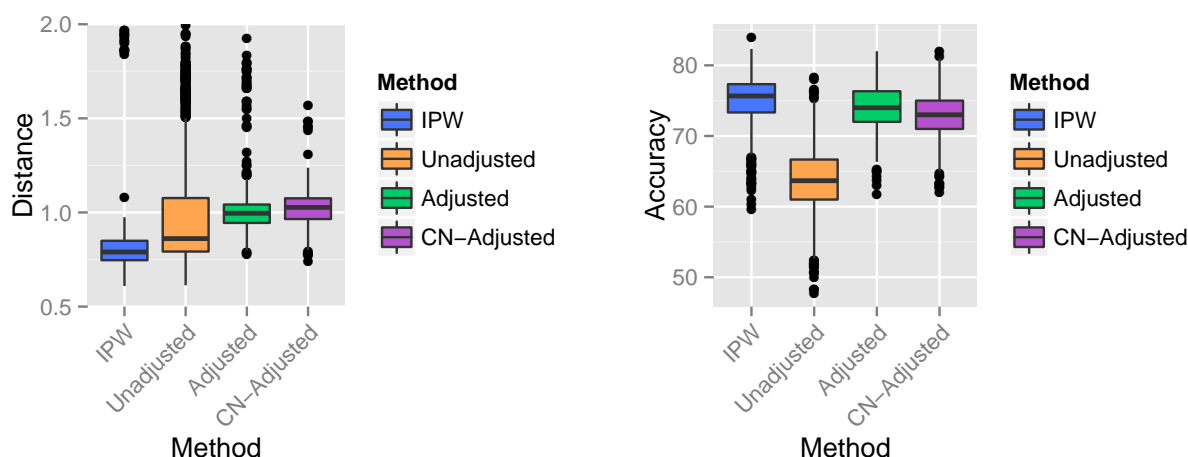 2.0
1.5
1.0
0.5
Distance
IPW
Unadjusted
Adjusted
CN−Adjusted
Method
Method
IPW
Unadjusted
Adjusted
CN−Adjusted
80
70
60
50
Accuracy
IPW
Unadjusted
Adjusted
CN−Adjusted
Method
Method
IPW
Unadjusted
Adjusted
CN−Adjusted